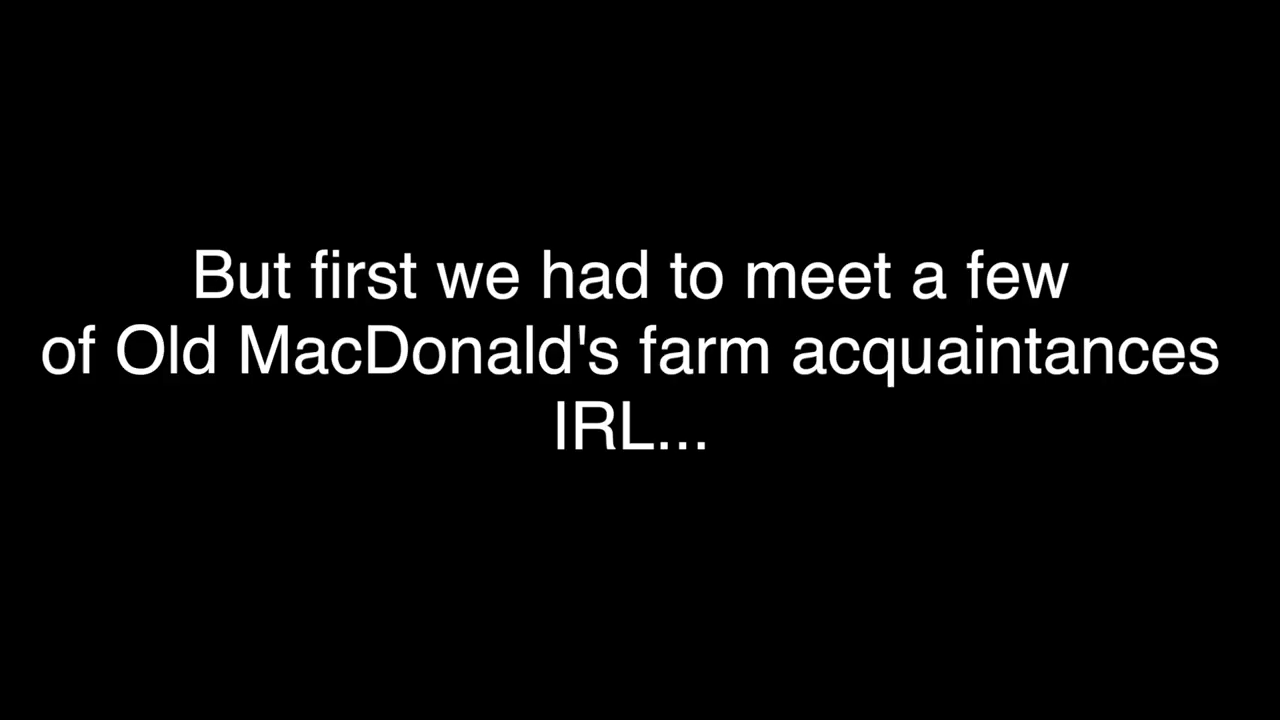 But first we had to meet a few
of Old MacDonald's farm acquaintances
IRL...